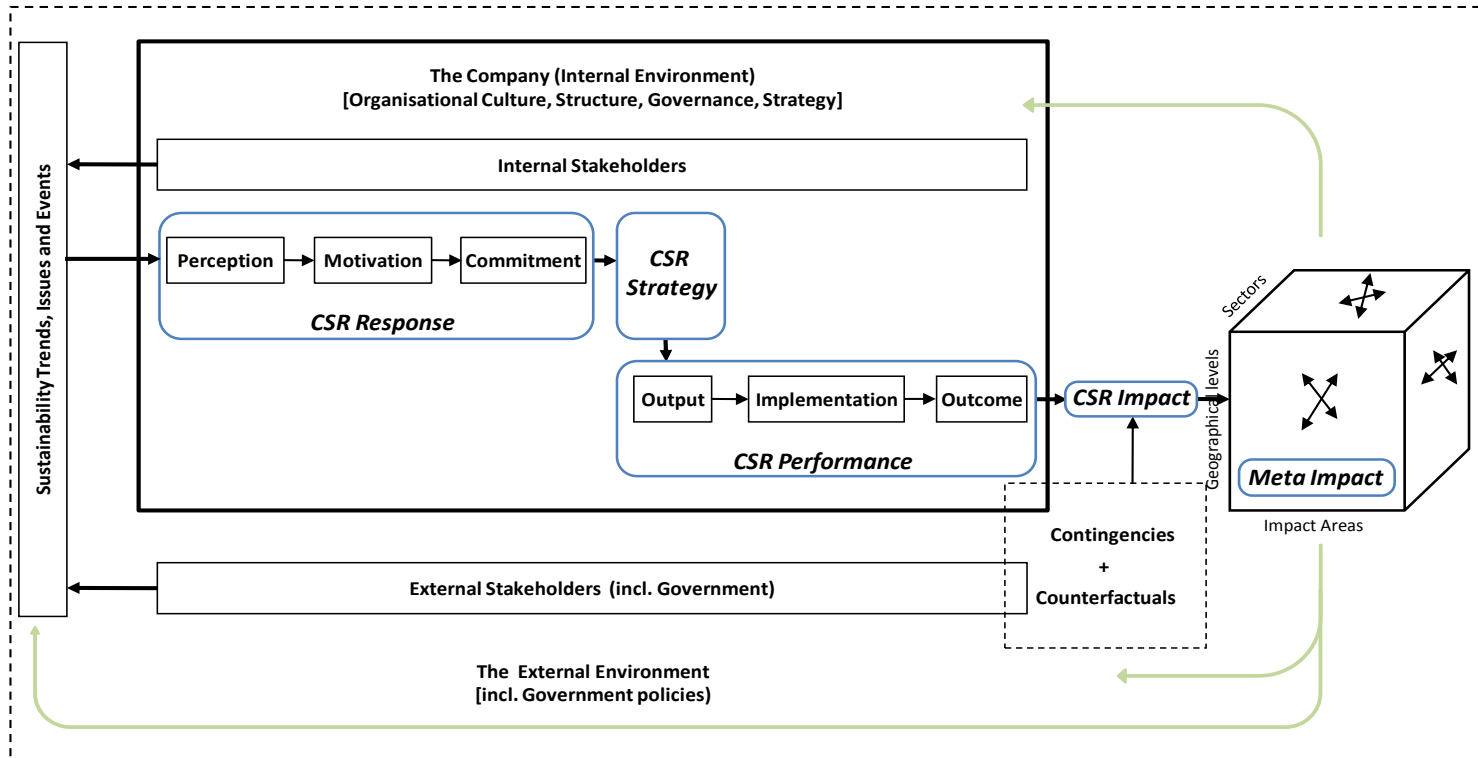 Sustainability Trends, Issues and Events
The Company (Internal Environment)
[Organisational Culture, Structure, Governance, Strategy]
Internal Stakeholders
Perception
Motivation
Commitment
CSR Response
CSR
Strategy
Output
Implementation
Outcome
CSR Performance
CSR Impact
Sectors
Geographical levels
Meta Impact
Impact Areas
Contingencies
+
Counterfactuals
External Stakeholders (incl. Government)
The External Environment
[incl. Government policies)